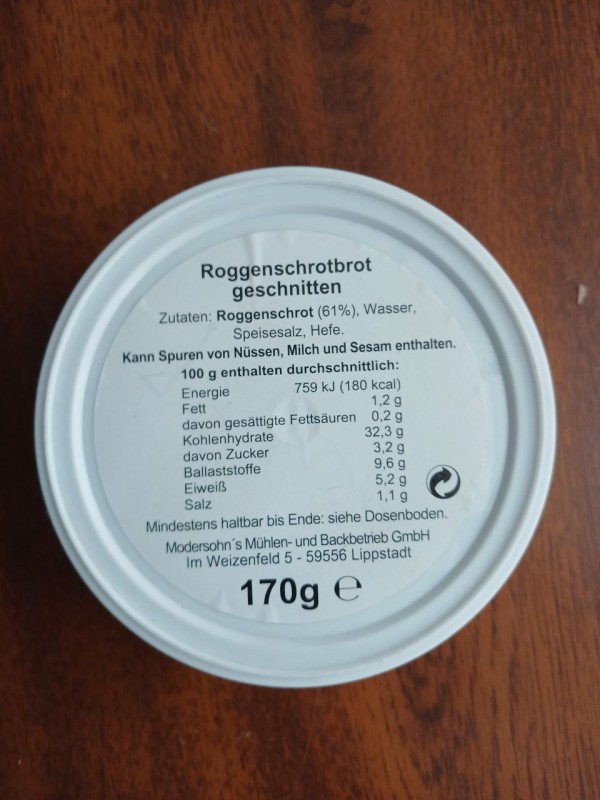 Roggenschrotbrot
geschnitten
Zutaten: Roggenschrot (61%), Wasser,
Speisesalz, Hefe.
Kann Spuren von Nüssen, Milch und Sesam enthalten.
100 g enthalten durchschnittlich:
Energie 759 kJ (180 kcal)
Fett 1,2 g
davon gesättigte Fettsäuren 0,2 g
Kohlenhydrate 32,3 g
davon Zucker 3,2 g
Ballaststoffe 9,6 g
Eiweiß 5,2 g
Salz 1,1 g
Mindestens haltbar bis Ende: siehe Dosenboden.
Modersohn´s Mühlen- und Backbetrieb GmbH
Im Weizenfeld 5 - 59556 Lippstadt
170g ℮